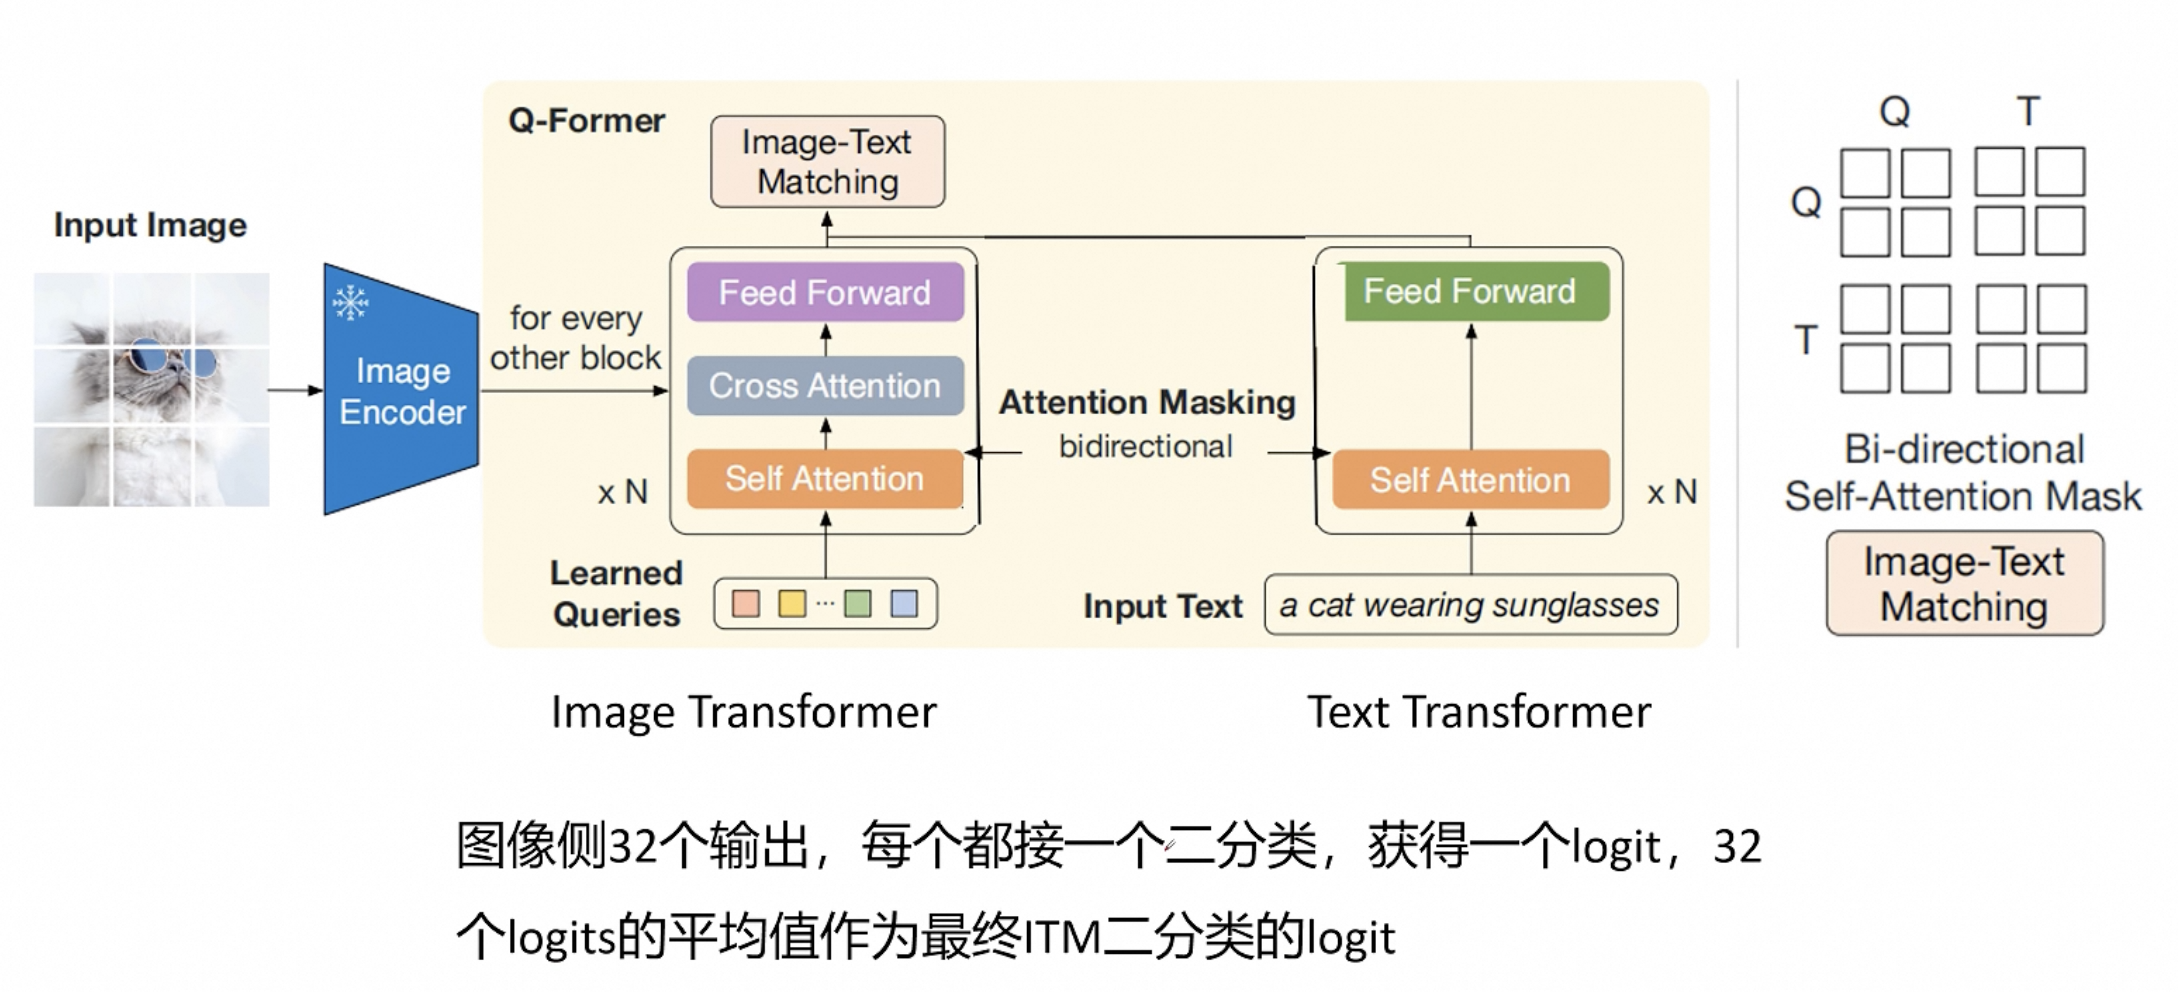 Q-Former
Image-Text
Matching
Input Image
Image
Encoder
for every
other block
Feed Forward
Cross Attention
Self Attention
x N
Attention Masking
bidirectional
Feed Forward
Self Attention
x N
Learned
Queries
...
Input Text
a cat wearing sunglasses
Q T
Q
T
Bi-directional
Self-Attention Mask
Image-Text
Matching
Image Transformer
Text Transformer
图像侧32个输出，每个都接一个二分类，获得一个logit，32
个logits的平均值作为最终ITM二分类的logit